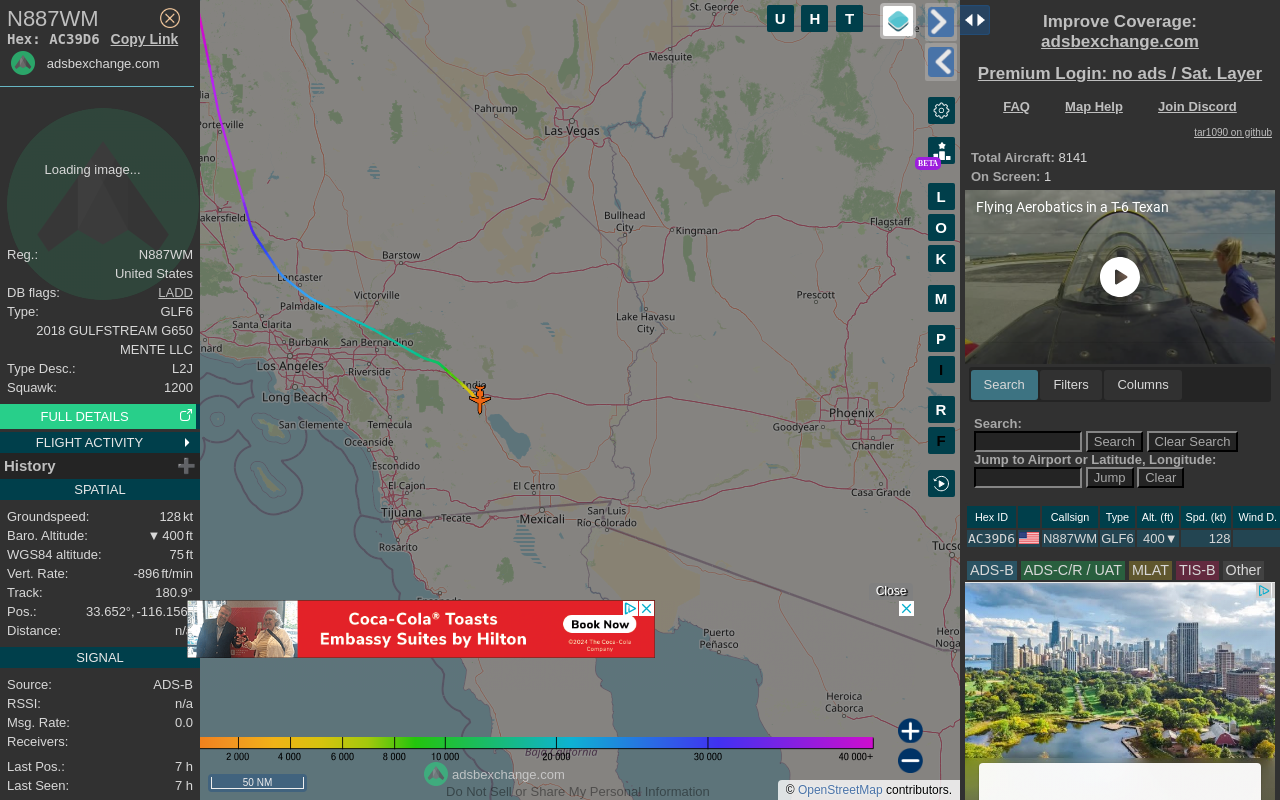 N887WM
Hex: AC39D6 Copy Link
adsbexchange.com
Loading image...
Reg.: N887WM
United States
DB flags: LADD
Type: GLF6
2018 GULFSTREAM G650
MENTE LLC
Type Desc.: L2J
Squawk: 1200
FULL DETAILS
FLIGHT ACTIVITY
History
SPATIAL
Groundspeed: 128 kt
Baro. Altitude: ▼ 400 ft
WGS84 altitude: 75 ft
Vert. Rate: -896 ft/min
Track: 180.9°
Pos.: 33.652°, -116.156
Distance: n/
SIGNAL
Source: ADS-B
RSSI: n/a
Msg. Rate: 0.0
Receivers:
Last Pos.: 7 h
Last Seen: 7 h
St. George
Mesquite
Pahrump
Las Vegas
Porterville
akersfield
Bullhead
City
Kingman
Flagstaff
Barstow
Lancaster
Palmdale
Victorville
Prescott
Santa Clarita
Lake Havasu
City
Burbank
San Bernardino
Los Angeles
Riverside
Indio
Long Beach
Phoenix
San Clemente
Temecula
Goodyear
Oceanside
Chandler
Escondido
El Cajon
El Centro
Casa Grande
Tijuana
Tecate
Mexicali
San Luis
Río Colorado
Rosarito
Tucso
Puerto
Peñasco
Hero
Noga
Heroica
Caborca
Baja California
U H T
BETA
L
O
K
M
P
I
R
F
Close
Coca-Cola® Toasts
Embassy Suites by Hilton
Book Now
©2024 The Coca-Cola
Company
2 000 4 000 6 000 8 000 10 000 20 000 30 000 40 000+
50 NM
adsbexchange.com
Do Not Sell or Share My Personal Information
© OpenStreetMap contributors.
Improve Coverage:
adsbexchange.com
Premium Login: no ads / Sat. Layer
FAQ Map Help Join Discord
tar1090 on github
Total Aircraft: 8141
On Screen: 1
Flying Aerobatics in a T-6 Texan
Search Filters Columns
Search:
Search Clear Search
Jump to Airport or Latitude, Longitude:
Jump Clear
Hex ID Callsign Type Alt. (ft) Spd. (kt) Wind D.
AC39D6 N887WM GLF6 400▼ 128
ADS-B ADS-C/R / UAT MLAT TIS-B Other